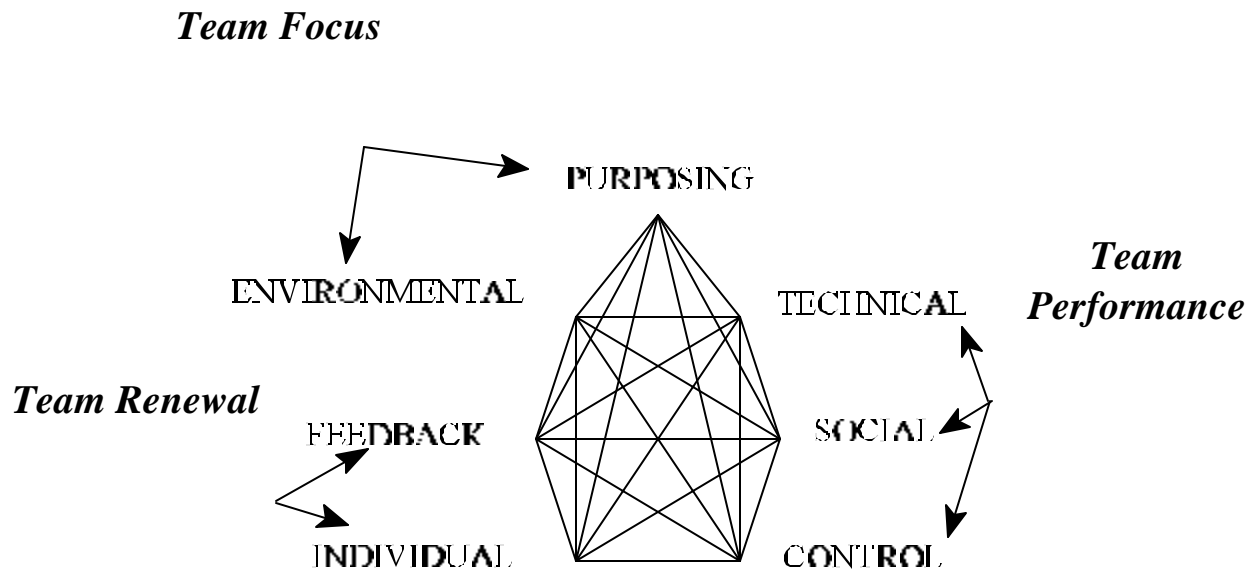 Team Focus
PURPOSING
ENVIRONMENTAL
TECHNICAL
Team
Performance
Team Renewal
FEEDBACK
SOCIAL
INDIVIDUAL
CONTROL